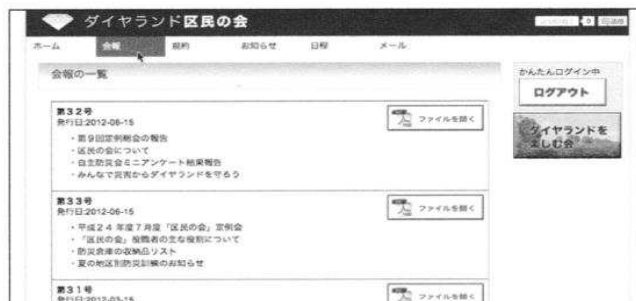 ダイヤランド区民の会
ホーム 会報 規約 お知らせ 日程 メール
会報の一覧
かんたんログイン中
ログアウト
ダイヤランドを
楽しむ会
第32号
発行日:2012-06-15
ファイルを開く
・第9回定例総会の報告
・区民の会について
・自主防災会ミニアンケート結果報告
・みんなで災害からダイヤランドを守ろう
第33号
発行日:2012-06-15
ファイルを開く
・平成24年度7月度「区民の会」定例会
・「区民の会」役職者の主な役割について
・防災倉庫の収納品リスト
・夏の地区別防災訓練のお知らせ
第31号
発行日:2012-03-15
ファイルを開く